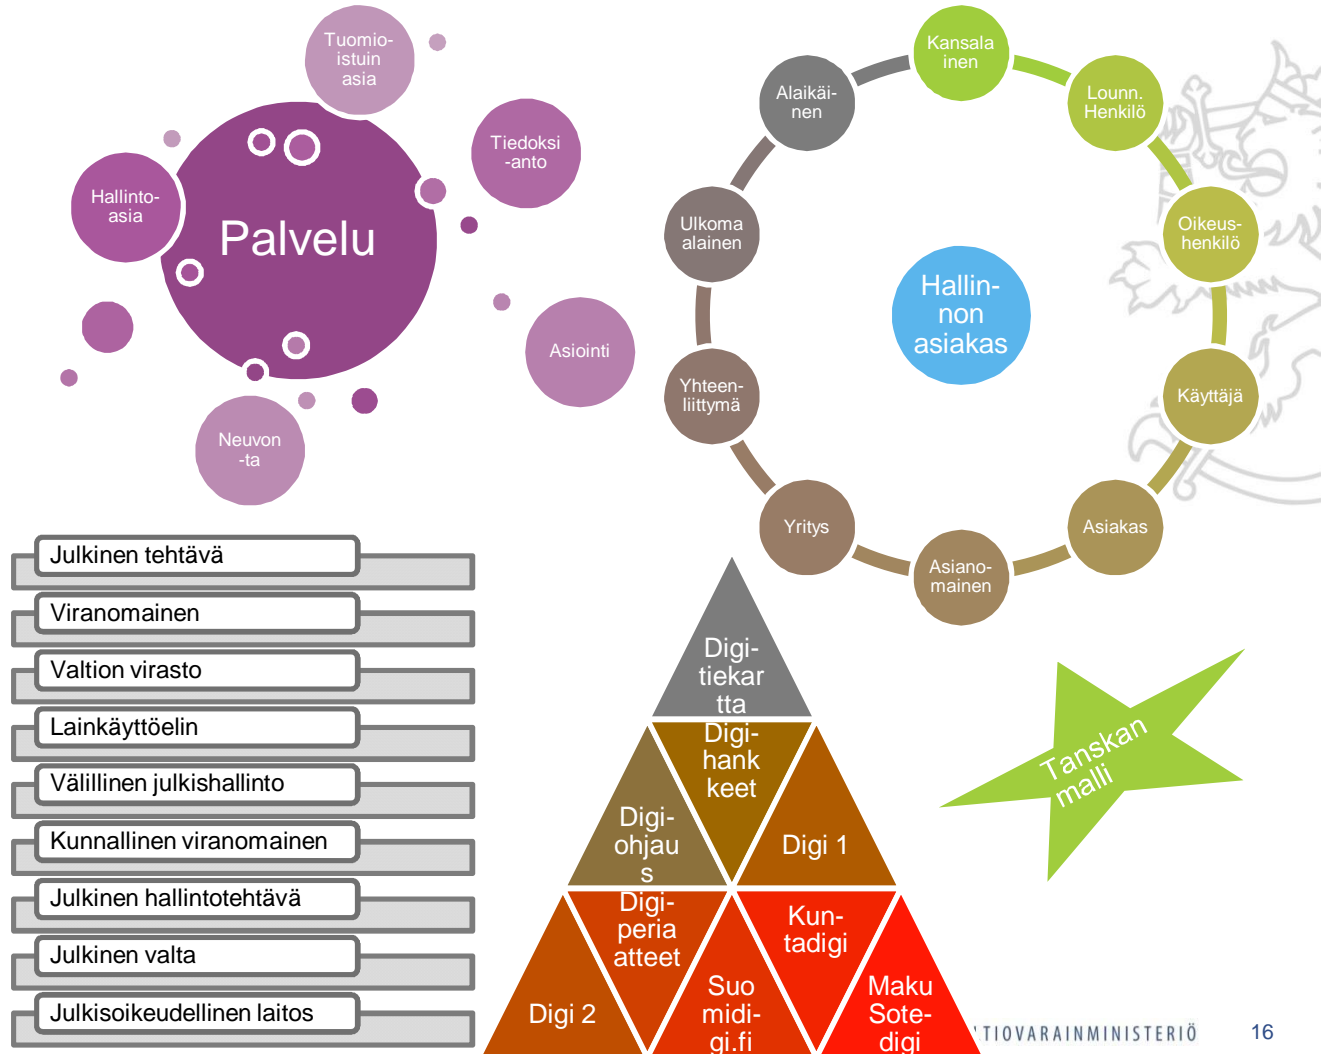 Tuomio-
istuin
asia
Tiedoksi
-anto
Hallinto-
asia
Palvelu
Asiointi
Neuvon
-ta
Kansala
inen
Lounn.
Henkilö
Oikeus-
henkilö
Käyttäjä
Asiakas
Asiano-
mainen
Yritys
Yhteen-
liittymä
Ulkoma
alainen
Alaikäi-
nen
Hallin-
non
asiakas
Julkinen tehtävä
Viranomainen
Valtion virasto
Lainkäyttöelin
Välillinen julkishallinto
Kunnallinen viranomainen
Julkinen hallintotehtävä
Julkinen valta
Julkisoikeudellinen laitos
Digi-
tiekar
tta
Digi-
ohjau
s
Digi-
hank
keet
Digi 1
Digi 2
Digi-
peria
atteet
Suo
midi-
gi.fi
Kun-
tadigi
Maku
Sote-
digi
Tanskan
malli
TIOVARAINMINISTERIÖ
16